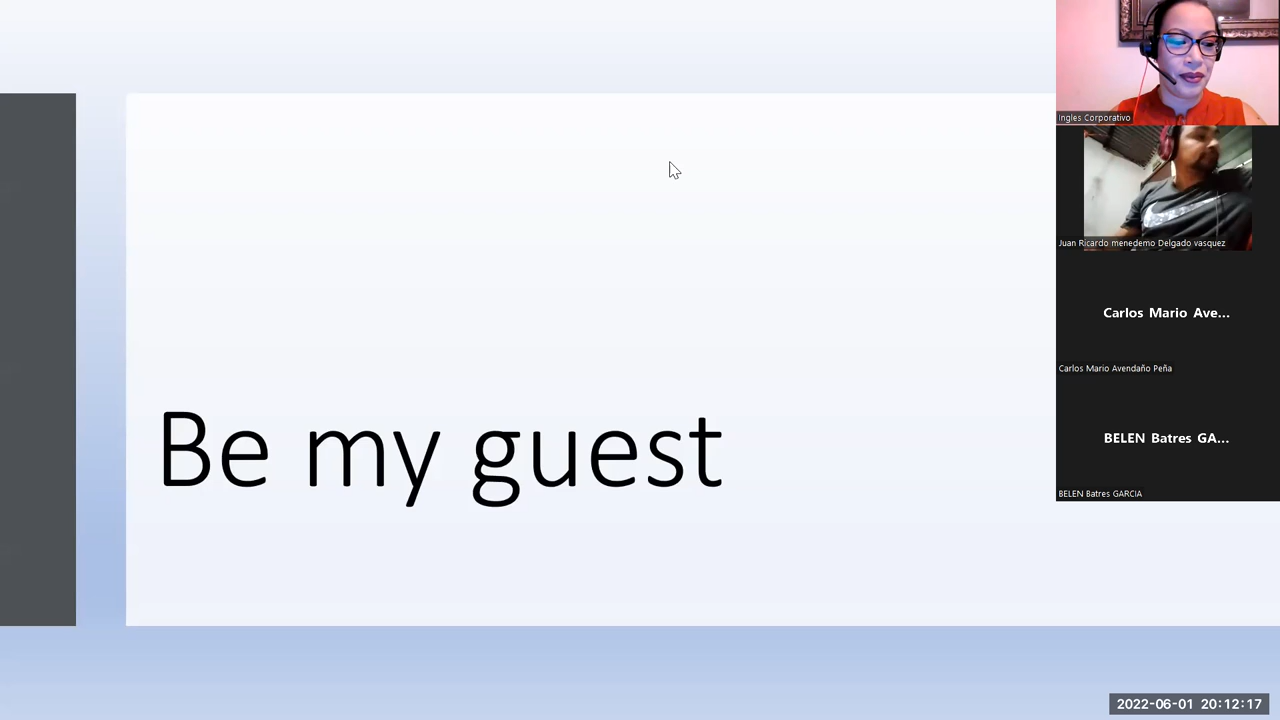 Be my guest
Ingles Corporativo
Juan Ricardo menedemo Delgado vasquez
Carlos Mario Ave...
Carlos Mario Avendaño Peña
BELEN Batres GA...
BELEN Batres GARCIA
2022-06-01 20:12:17